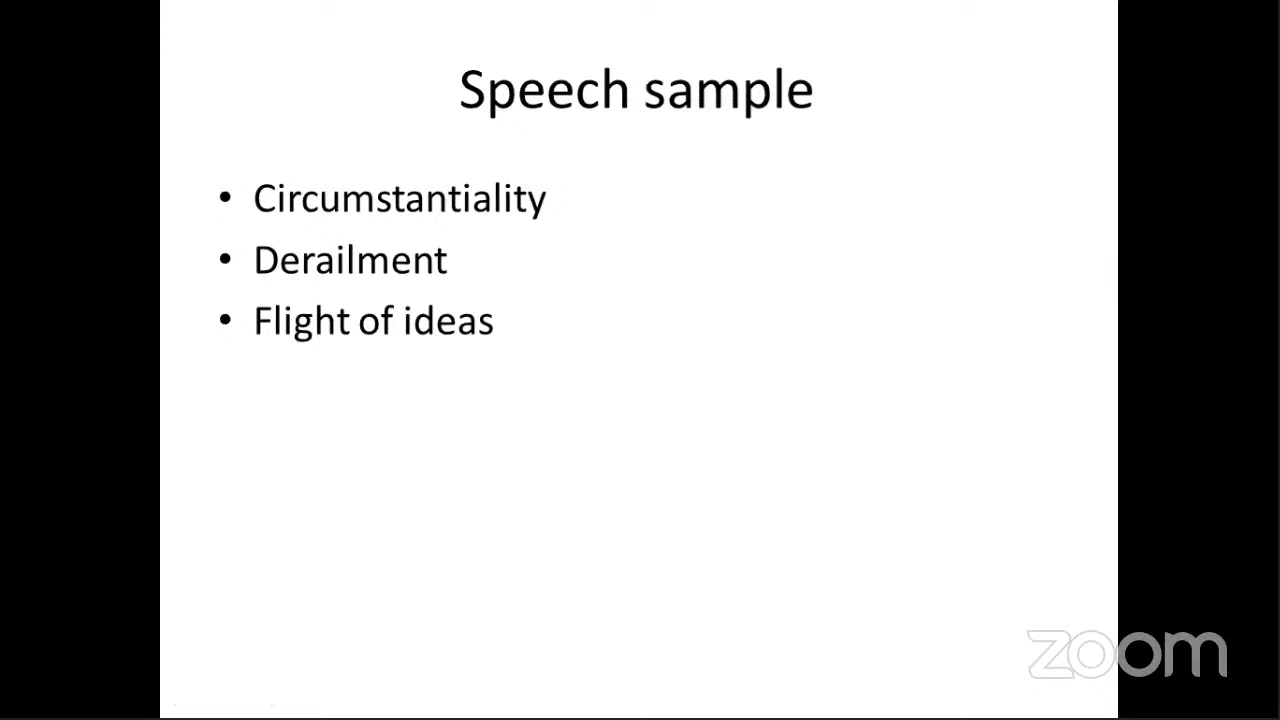 Speech sample
• Circumstantiality
• Derailment
• Flight of ideas
zoom